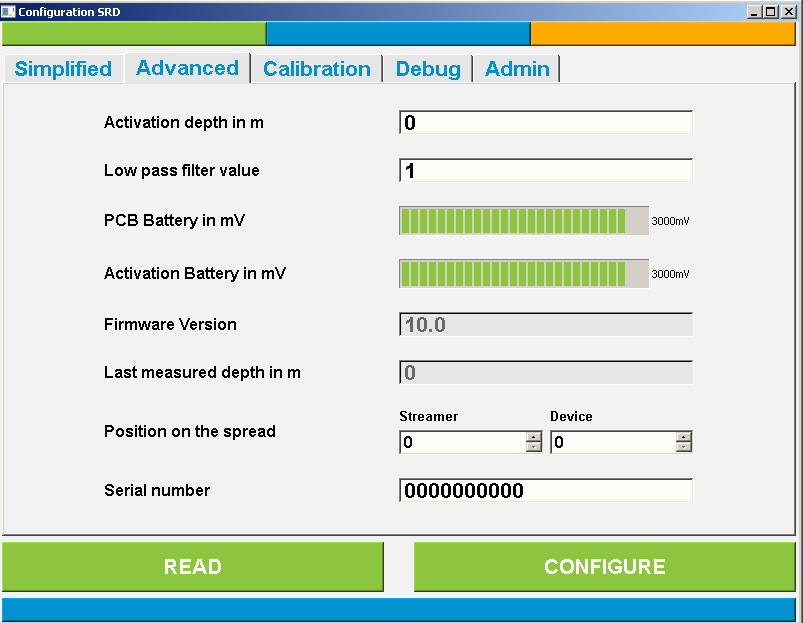 Configuration SRD
Simplified Advanced Calibration Debug Admin
Activation depth in m 0
Low pass filter value 1
PCB Battery in mV 3000mV
Activation Battery in mV 3000mV
Firmware Version 10.0
Last measured depth in m 0
Streamer Device
Position on the spread 0 0
Serial number 0000000000
READ CONFIGURE